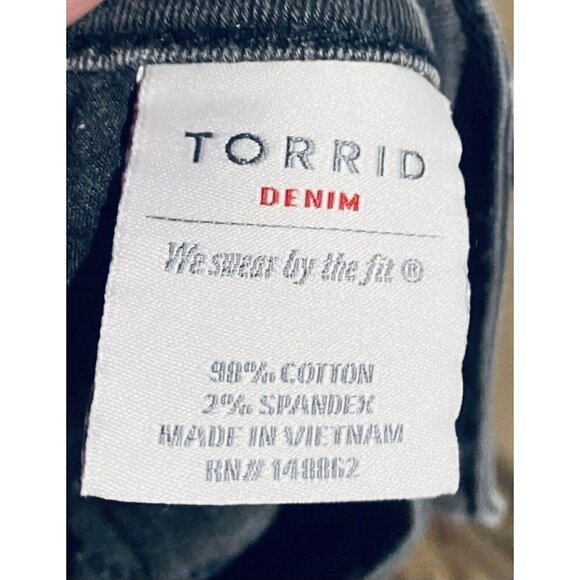 TORRID
DENIM
We swear by the fit ®
98% COTTON
2% SPANDEX
MADE IN VIETNAM
RN# 148862